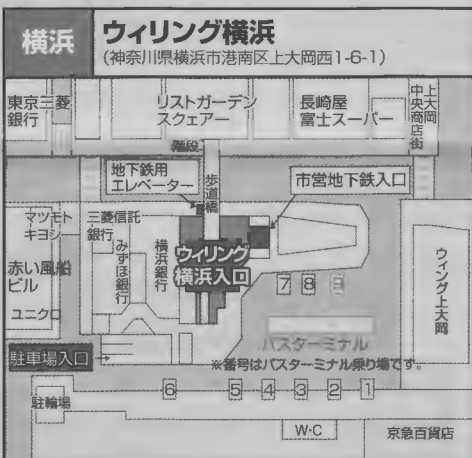 横浜
ウィリング横浜
(神奈川県横浜市港南区上大岡西1-6-1)
東京三菱
銀行
リストガーデン
スクェアー
長崎屋
富士スーパー
上大岡
中央商店街
階段
地下鉄用
エレベーター
歩道橋
市営地下鉄入口
マツモト
キヨシ
三菱信託
銀行
みずほ銀行
横浜銀行
ウィリング
横浜入口
赤い風船
ビル
ユニクロ
7
8
9
ウィング上大岡
バスターミナル
※番号はバスターミナル乗り場です。
駐車場入口
駐輪場
6
5
4
3
2
1
W・C
京急百貨店